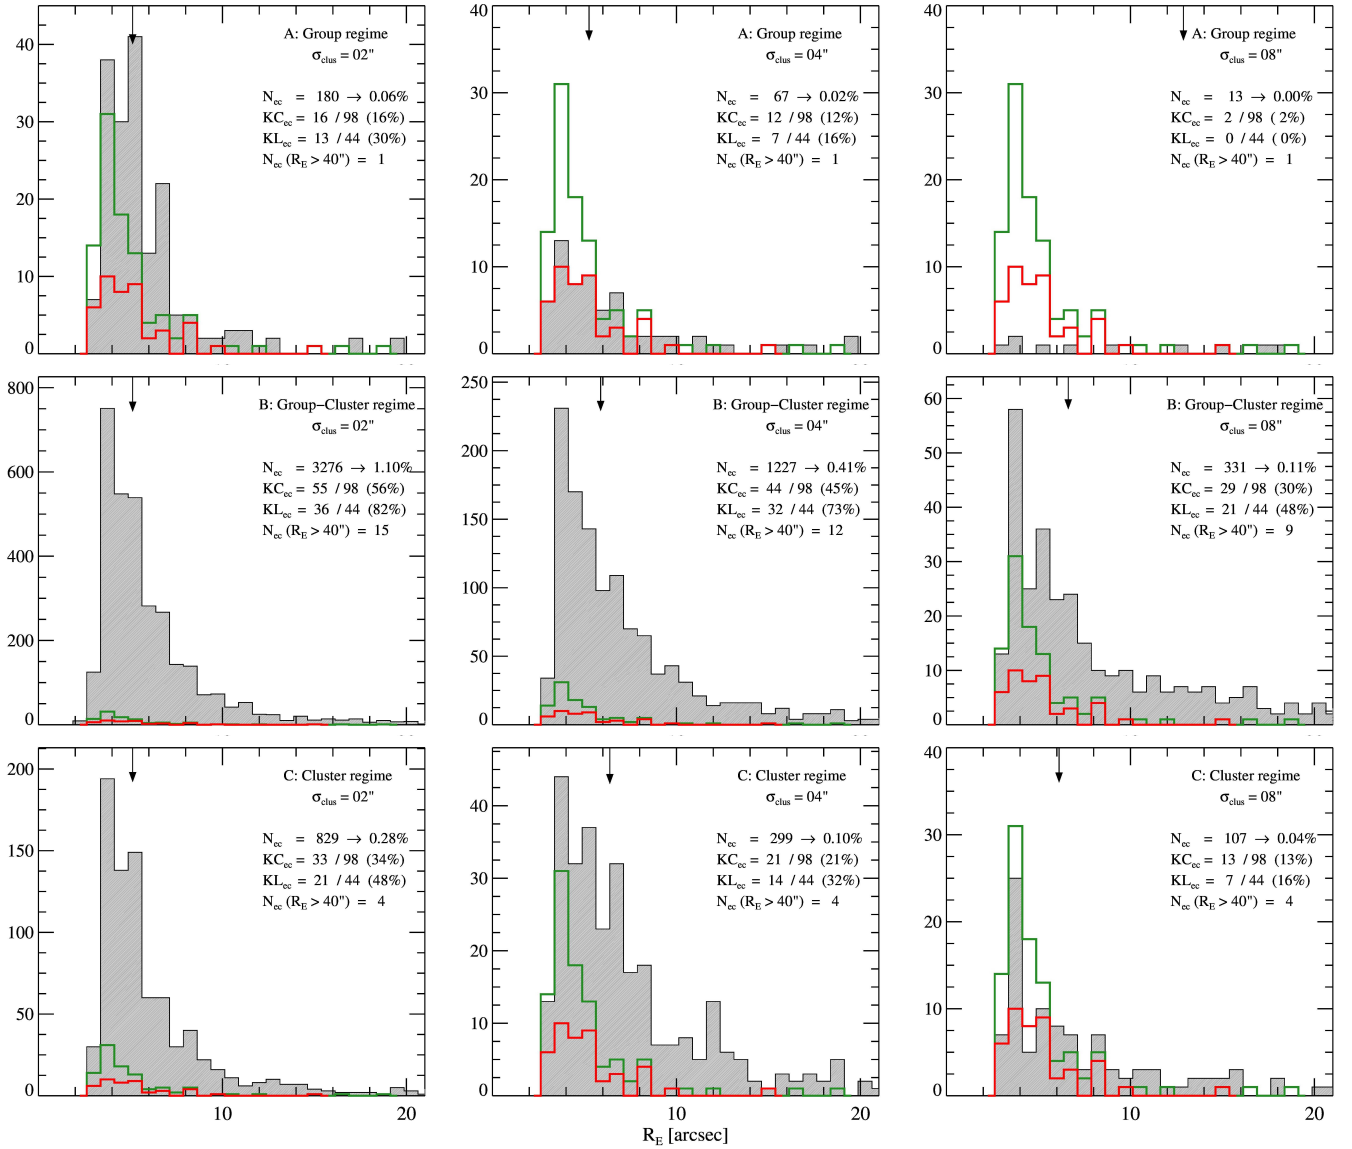 A: Group regime
σclus = 02"
Nec = 180 → 0.06%
KCec = 16 / 98 (16%)
KLec = 13 / 44 (30%)
Nec (RE > 40") = 1
40
30
20
10
0
A: Group regime
σclus = 04"
Nec = 67 → 0.02%
KCec = 12 / 98 (12%)
KLec = 7 / 44 (16%)
Nec (RE > 40") = 1
40
30
20
10
0
A: Group regime
σclus = 08"
Nec = 13 → 0.00%
KCec = 2 / 98 ( 2%)
KLec = 0 / 44 ( 0%)
Nec (RE > 40") = 1
40
30
20
10
0
B: Group−Cluster regime
σclus = 02"
Nec = 3276 → 1.10%
KCec = 55 / 98 (56%)
KLec = 36 / 44 (82%)
Nec (RE > 40") = 15
800
600
400
200
0
B: Group−Cluster regime
σclus = 04"
Nec = 1227 → 0.41%
KCec = 44 / 98 (45%)
KLec = 32 / 44 (73%)
Nec (RE > 40") = 12
250
200
150
100
50
0
B: Group−Cluster regime
σclus = 08"
Nec = 331 → 0.11%
KCec = 29 / 98 (30%)
KLec = 21 / 44 (48%)
Nec (RE > 40") = 9
60
50
40
30
20
10
0
C: Cluster regime
σclus = 02"
Nec = 829 → 0.28%
KCec = 33 / 98 (34%)
KLec = 21 / 44 (48%)
Nec (RE > 40") = 4
200
150
100
50
0
10 20
C: Cluster regime
σclus = 04"
Nec = 299 → 0.10%
KCec = 21 / 98 (21%)
KLec = 14 / 44 (32%)
Nec (RE > 40") = 4
40
30
20
10
0
10 20
C: Cluster regime
σclus = 08"
Nec = 107 → 0.04%
KCec = 13 / 98 (13%)
KLec = 7 / 44 (16%)
Nec (RE > 40") = 4
40
30
20
10
0
10 20
RE [arcsec]